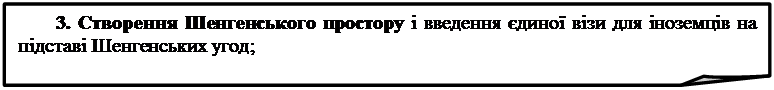 3. Створення Шенгенського простору і введення єдиної візи для іноземців на
підставі Шенгенських угод;